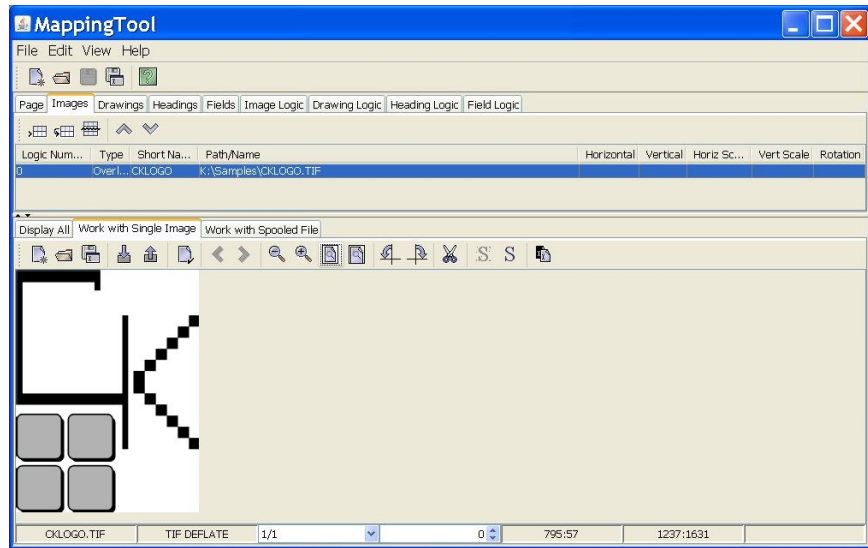 MappingTool
File Edit View Help
Page Images Drawings Headings Fields Image Logic Drawing Logic Heading Logic Field Logic
Logic Num... Type Short Na... Path/Name Horizontal Vertical Horiz Sc... Vert Scale Rotation
0 Overl... CKLOGO K:\Samples\CKLOGO.TIF
Display All Work with Single Image Work with Spooled File
S S
CK
CKLOGO.TIF TIF DEFLATE 1/1 0 795:57 1237:1631